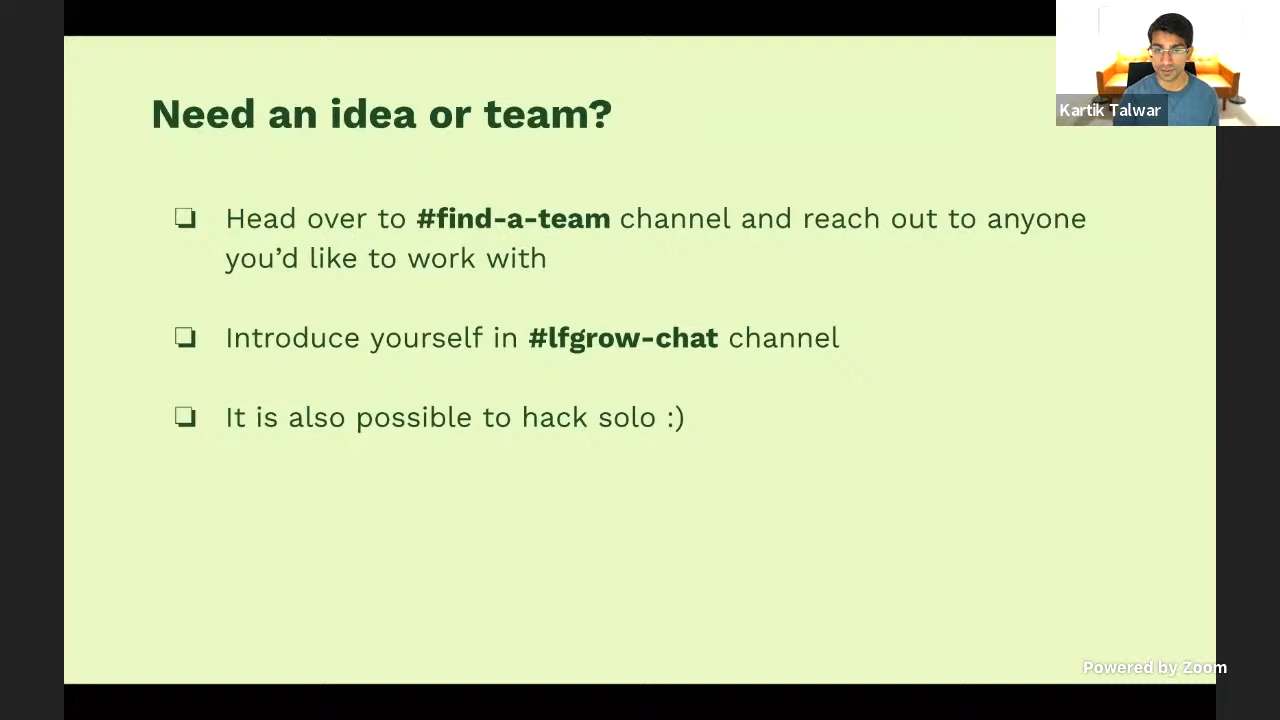 Need an idea or team?
Kartik Talwar
❏ Head over to #find-a-team channel and reach out to anyone
you’d like to work with
❏ Introduce yourself in #lfgrow-chat channel
❏ It is also possible to hack solo :)
Powered by Zoom